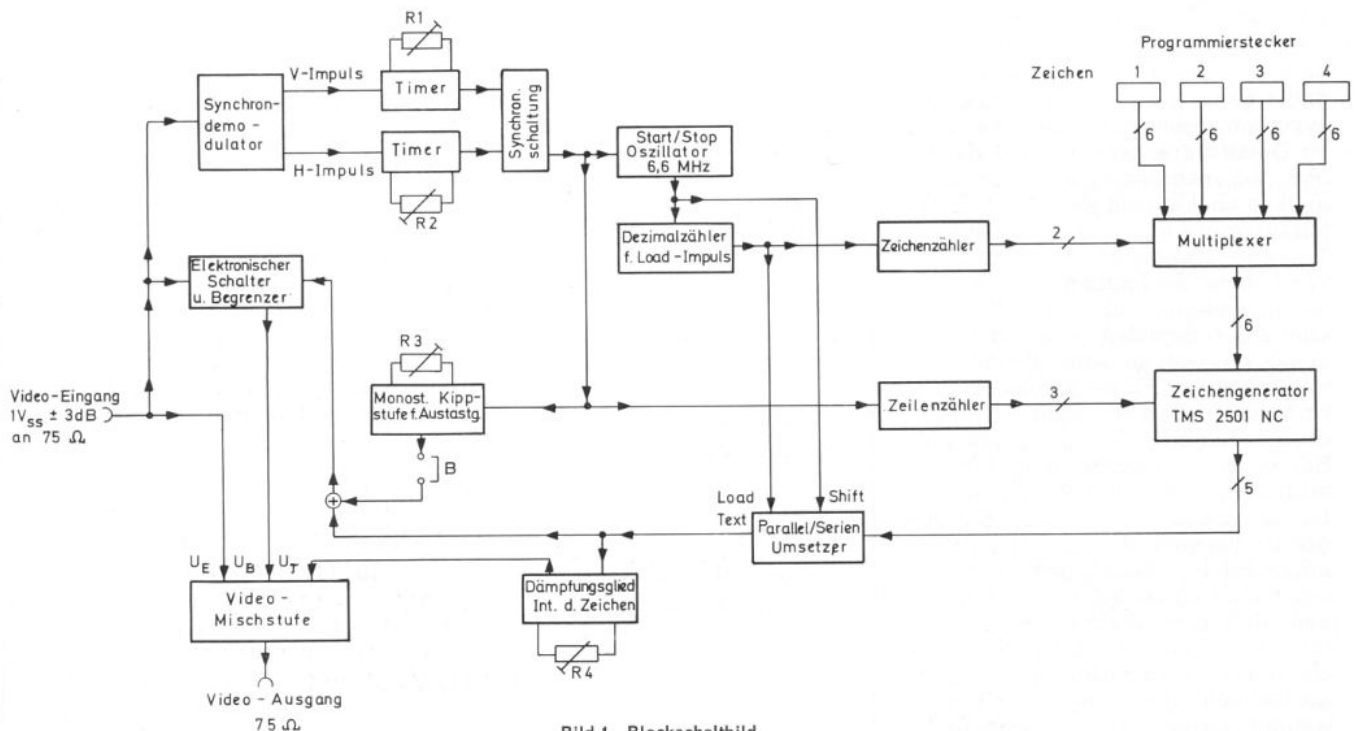 Programmierstecker
Zeichen 1 2 3 4
6 6 6 6
R1
V-Impuls
Timer
Synchron-
demo-
dulator
H-Impuls
Timer
R2
Synchron.
schaltung
Start/Stop
Oszillator
6,6 MHz
Dezimalzähler
f. Load-Impuls
Zeichenzähler
2
Multiplexer
6
Elektronischer
Schalter
u. Begrenzer
R3
Monost. Kipp-
stufe f. Austastg.
B
Zeilenzähler
3
Zeichengenerator
TMS 2501 NC
5
Video-Eingang
1Vss ± 3dB
an 75 Ω
+
Load
Shift
Text
Parallel/Serien
Umsetzer
UE UB UT
Video-
Mischstufe
Dämpfungsglied
Int. d. Zeichen
R4
Video-Ausgang
75 Ω